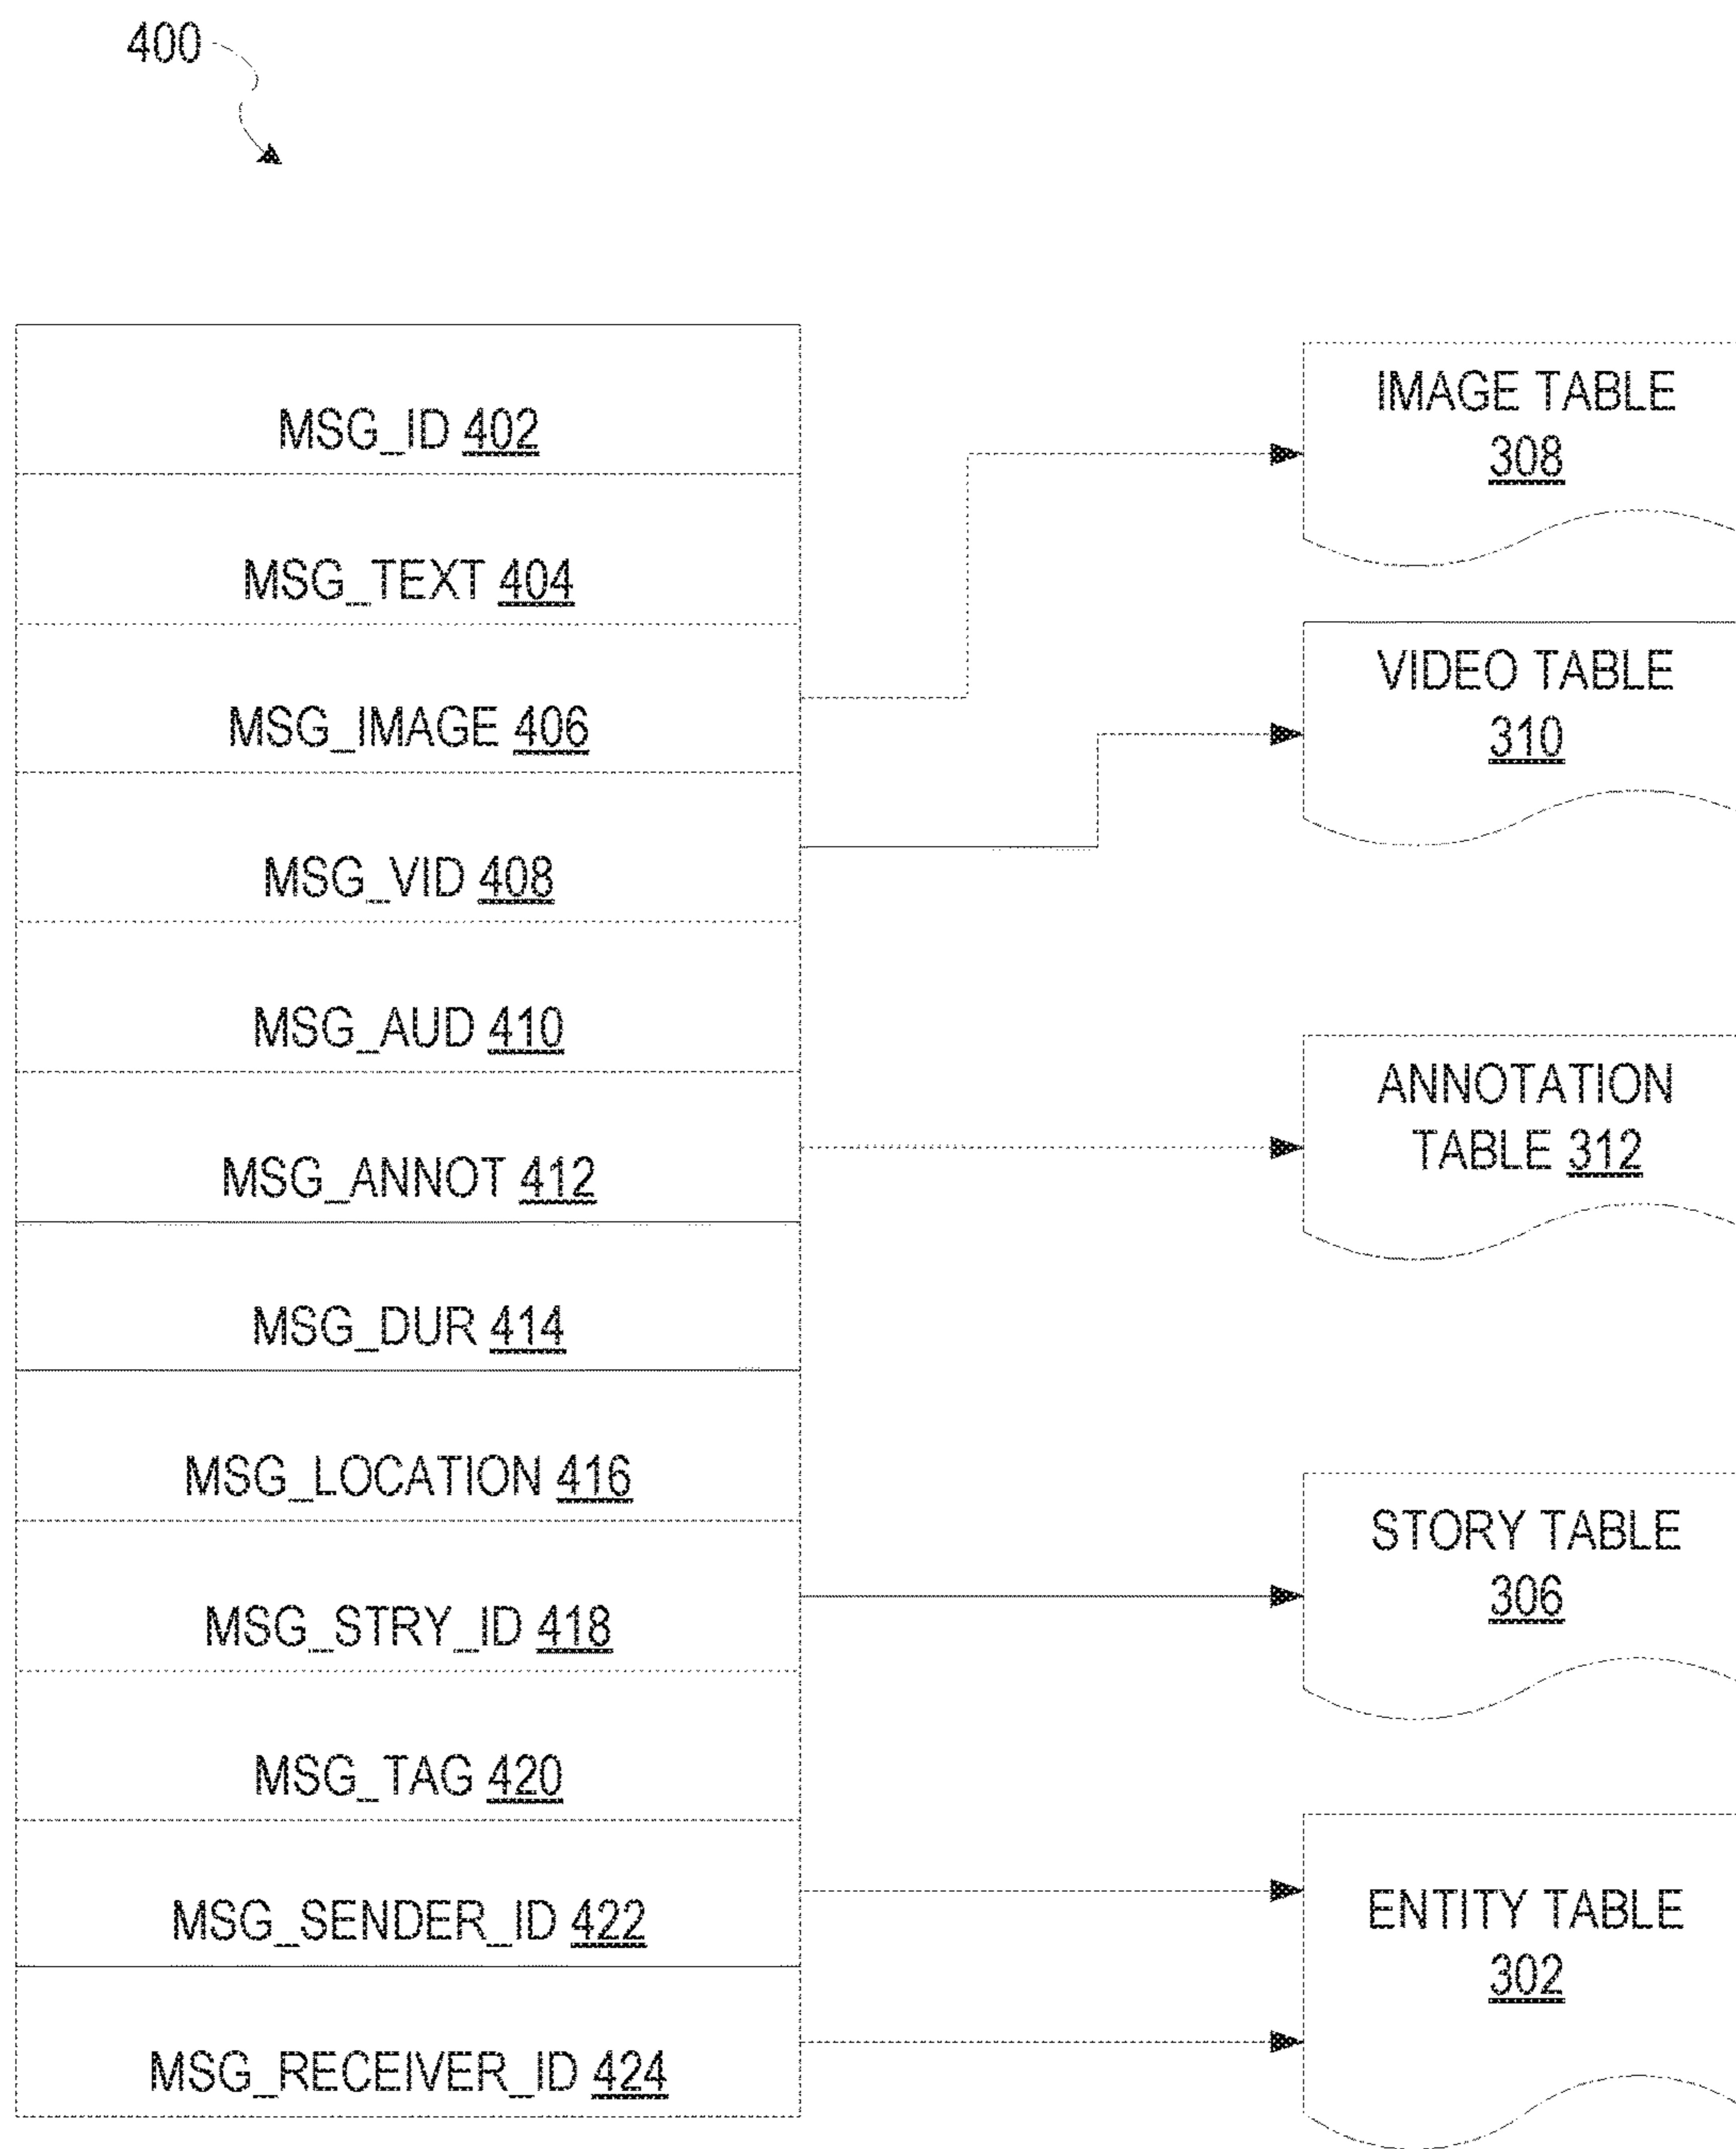 400
MSG_ID 402
MSG_TEXT 404
MSG_IMAGE 406
MSG_VID 408
MSG_AUD 410
MSG_ANNOT 412
MSG_DUR 414
MSG_LOCATION 416
MSG_STRY_ID 418
MSG_TAG 420
MSG_SENDER_ID 422
MSG_RECEIVER_ID 424
IMAGE TABLE
308
VIDEO TABLE
310
ANNOTATION
TABLE 312
STORY TABLE
306
ENTITY TABLE
302